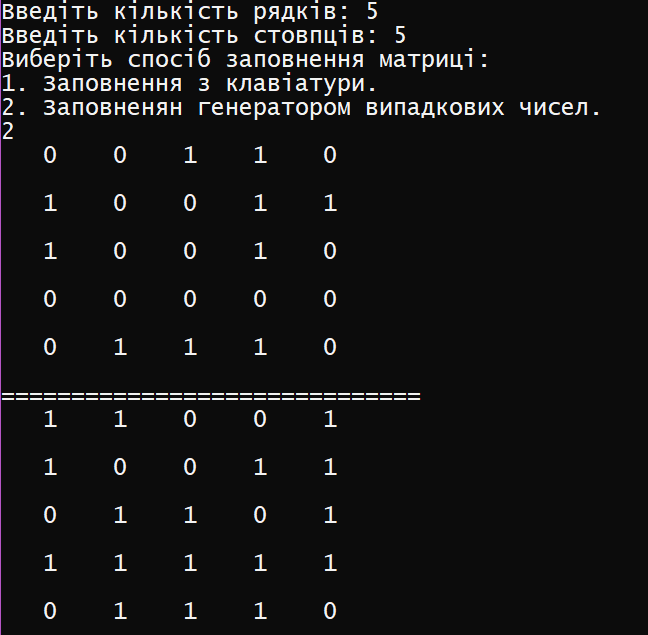 Введіть кількість рядків: 5
Введіть кількість стовпців: 5
Виберіть спосіб заповнення матриці:
1. Заповнення з клавіатури.
2. Заповненян генератором випадкових чисел.
2
0 0 1 1 0
1 0 0 1 1
1 0 0 1 0
0 0 0 0 0
0 1 1 1 0
==============================
1 1 0 0 1
1 0 0 1 1
0 1 1 0 1
1 1 1 1 1
0 1 1 1 0